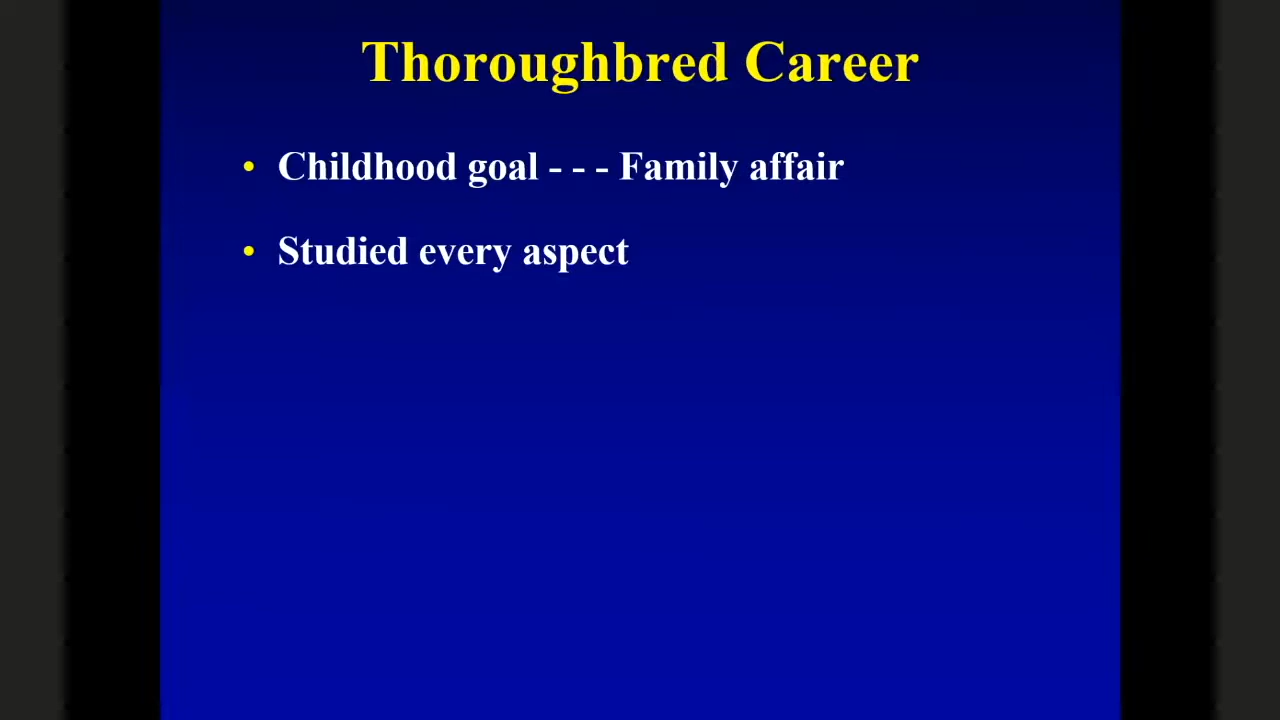 Thoroughbred Career
• Childhood goal - - - Family affair
• Studied every aspect